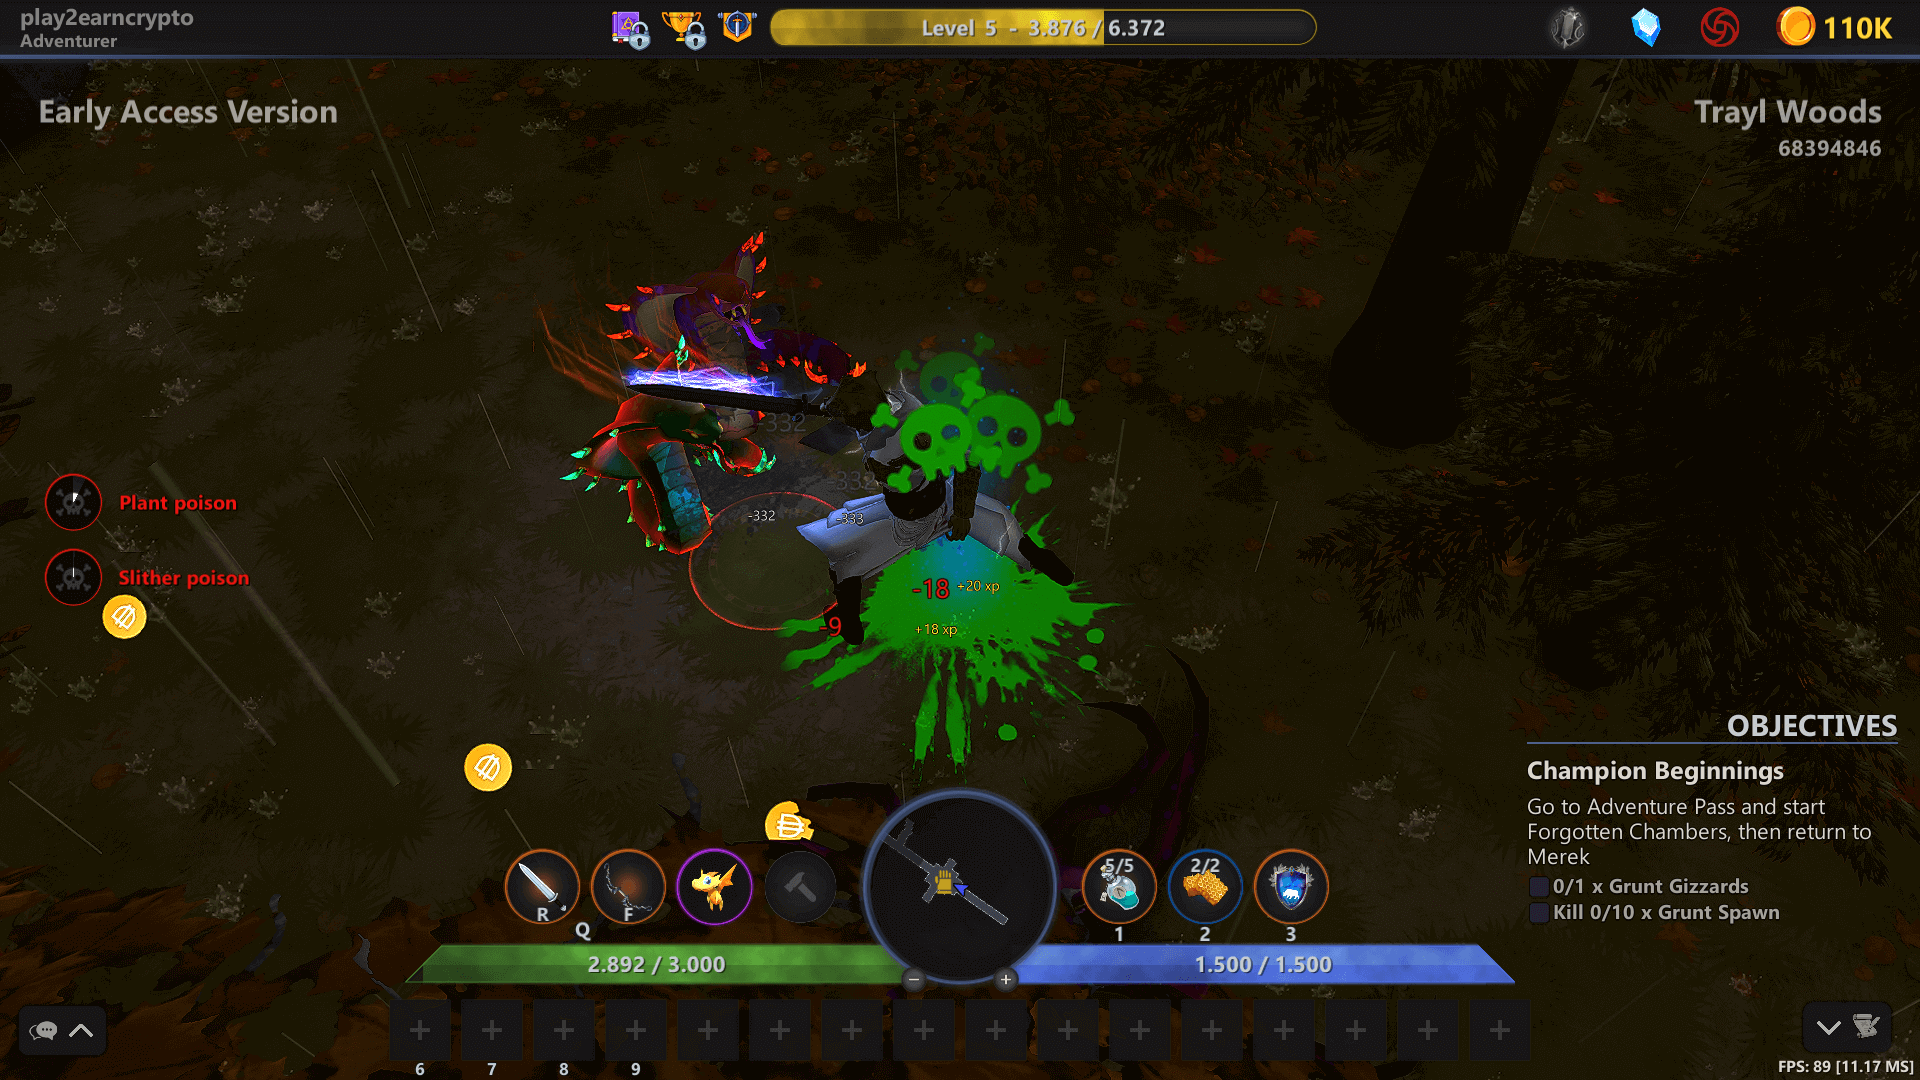 play2earncrypto
Adventurer
Level 5 - 3.876 / 6.372
110K
Early Access Version
Trayl Woods
68394846
-332
-332
-332
-333
Plant poison
Slither poison
-18
+20 xp
-9
+18 xp
OBJECTIVES
Champion Beginnings
Go to Adventure Pass and start
Forgotten Chambers, then return to
Merek
0/1 x Grunt Gizzards
Kill 0/10 x Grunt Spawn
R
F
Q
5/5
2/2
1
2
3
2.892 / 3.000
1.500 / 1.500
6
7
8
9
FPS: 89 [11.17 MS]